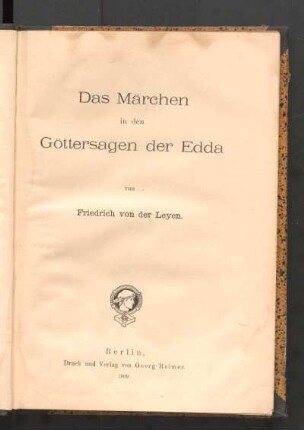 Das Märchen
in den
Göttersagen der Edda
von
Friedrich von der Leyen.
Berlin,
Druck und Verlag von Georg Reimer.